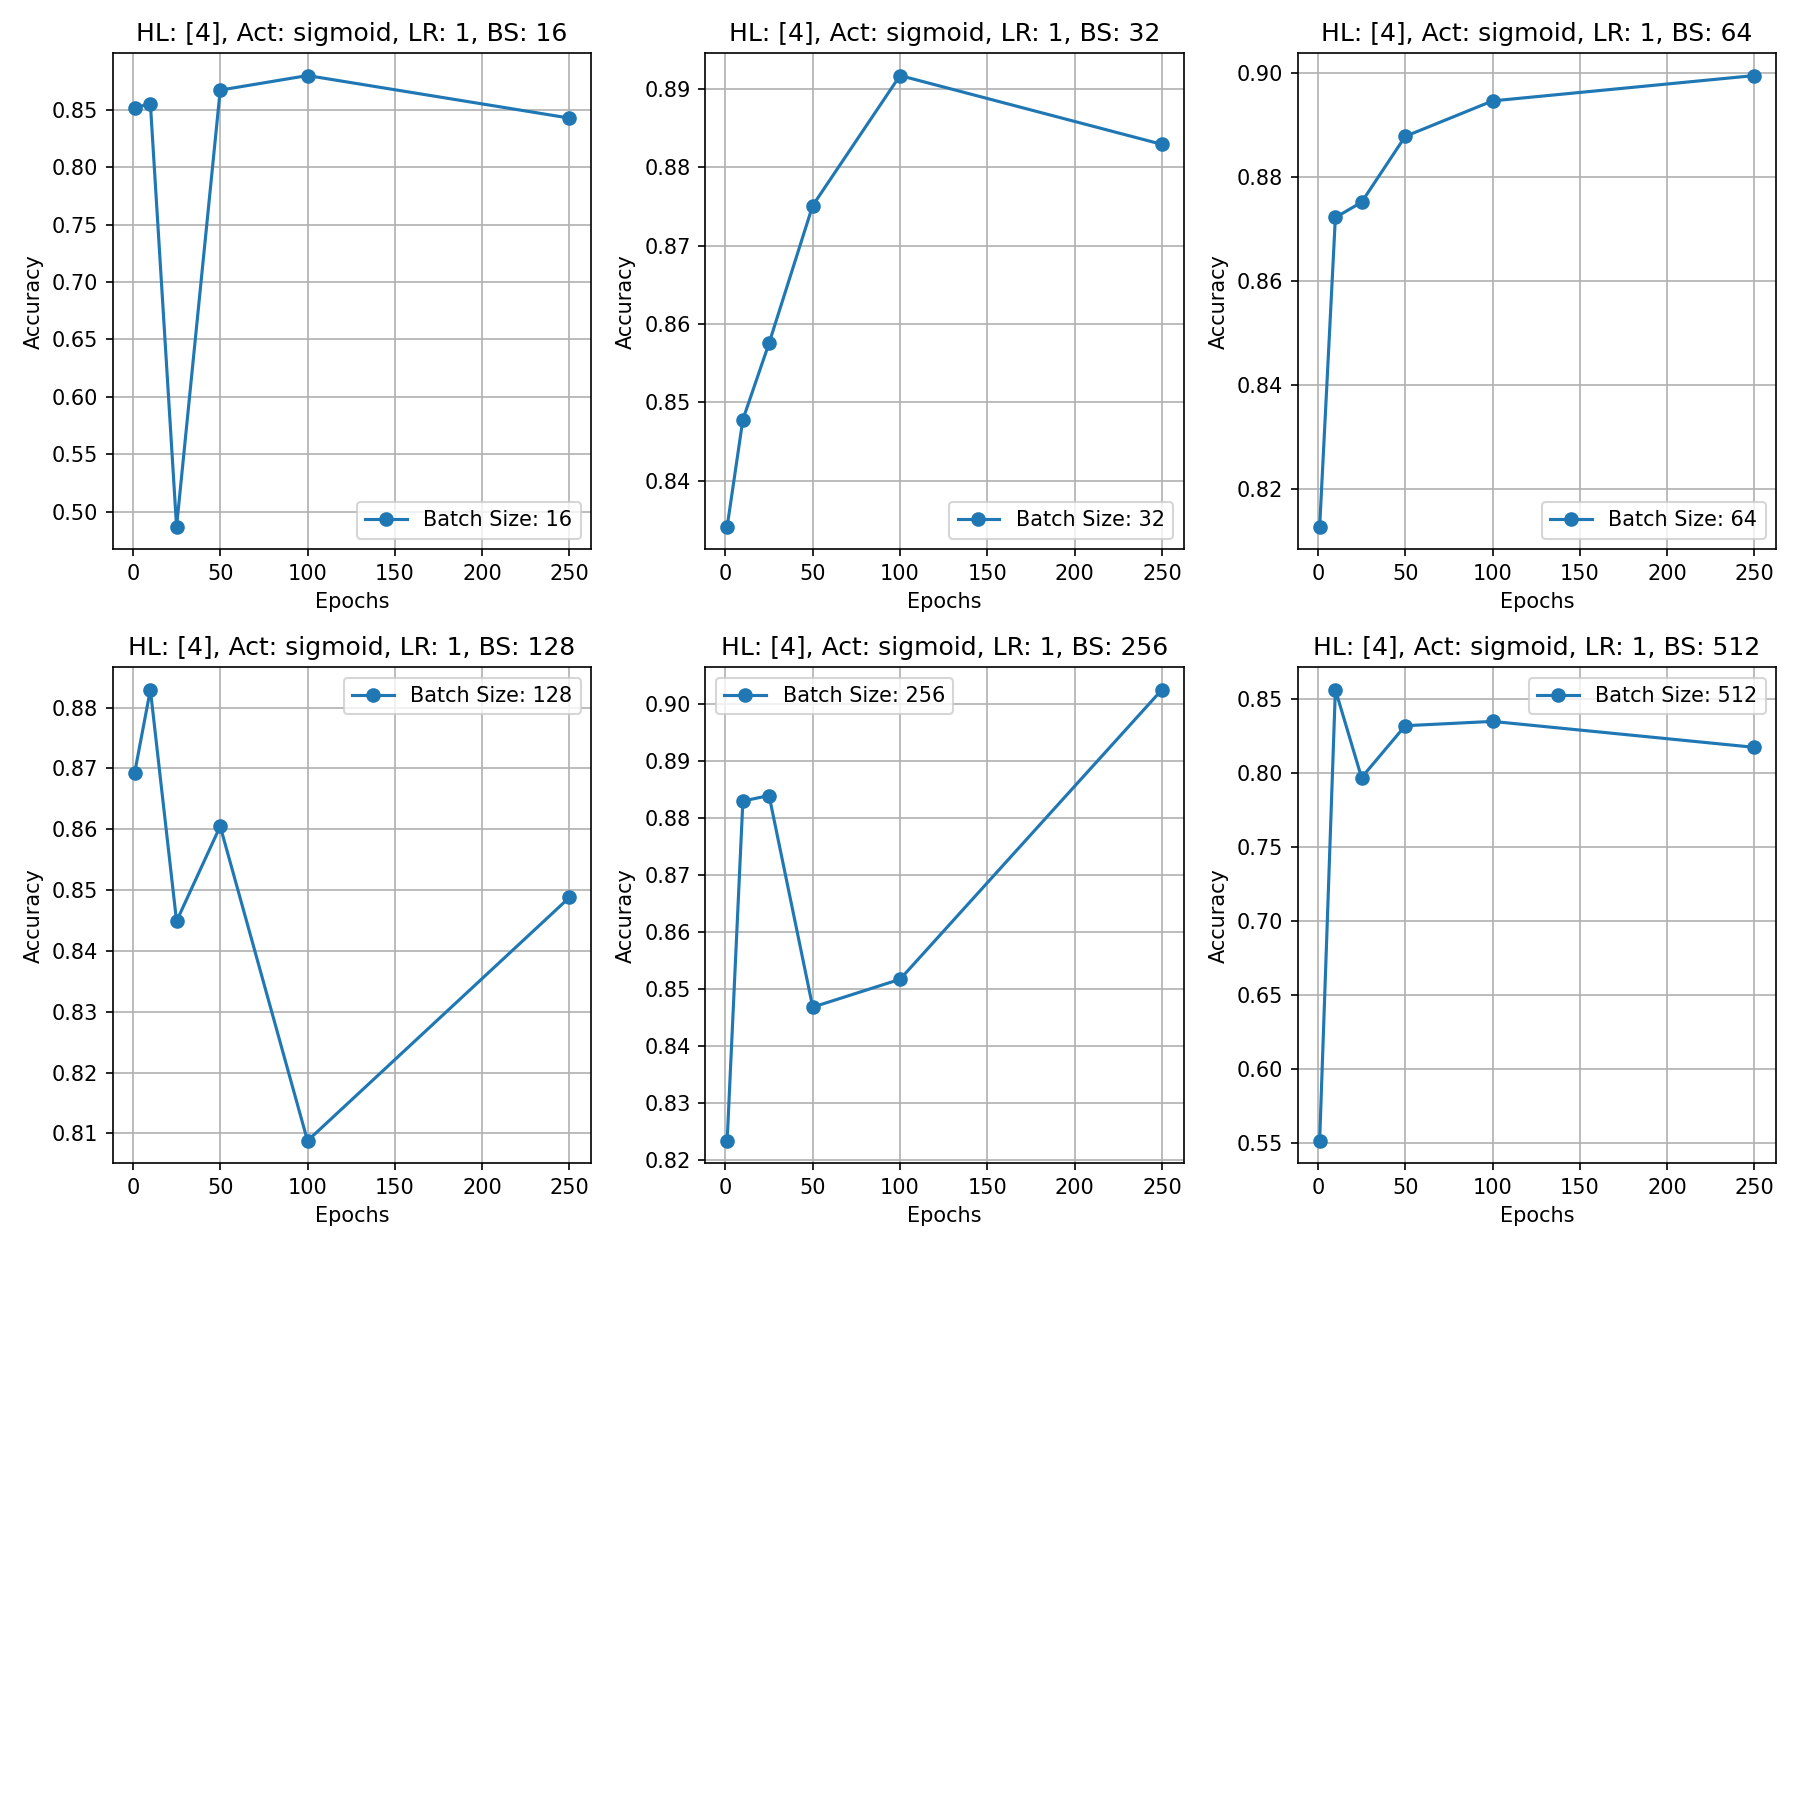 HL: [4], Act: sigmoid, LR: 1, BS: 16
Accuracy
0.85
0.80
0.75
0.70
0.65
0.60
0.55
0.50
Batch Size: 16
0 50 100 150 200 250
Epochs
HL: [4], Act: sigmoid, LR: 1, BS: 32
Accuracy
0.89
0.88
0.87
0.86
0.85
0.84
Batch Size: 32
0 50 100 150 200 250
Epochs
HL: [4], Act: sigmoid, LR: 1, BS: 64
Accuracy
0.90
0.88
0.86
0.84
0.82
Batch Size: 64
0 50 100 150 200 250
Epochs
HL: [4], Act: sigmoid, LR: 1, BS: 128
Batch Size: 128
Accuracy
0.88
0.87
0.86
0.85
0.84
0.83
0.82
0.81
0 50 100 150 200 250
Epochs
HL: [4], Act: sigmoid, LR: 1, BS: 256
Batch Size: 256
Accuracy
0.90
0.89
0.88
0.87
0.86
0.85
0.84
0.83
0.82
0 50 100 150 200 250
Epochs
HL: [4], Act: sigmoid, LR: 1, BS: 512
Batch Size: 512
Accuracy
0.85
0.80
0.75
0.70
0.65
0.60
0.55
0 50 100 150 200 250
Epochs